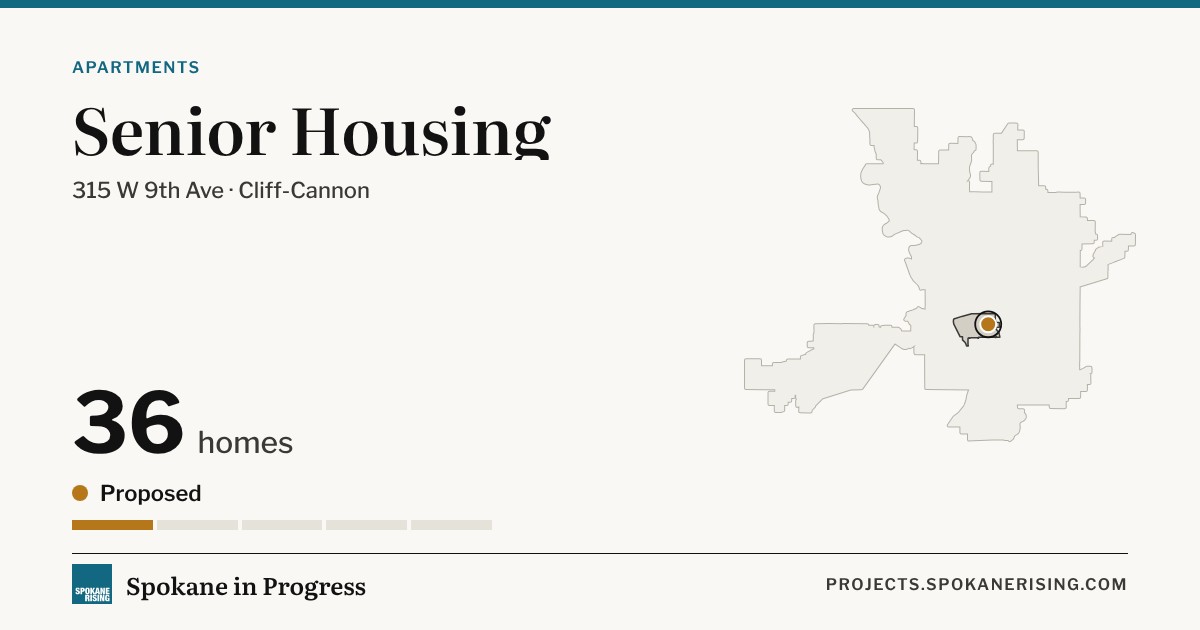 APARTMENTS
Senior Housing
315 W 9th Ave · Cliff-Cannon
36 homes
Proposed
SPOKANE
RISING
Spokane in Progress
PROJECTS.SPOKANERISING.COM